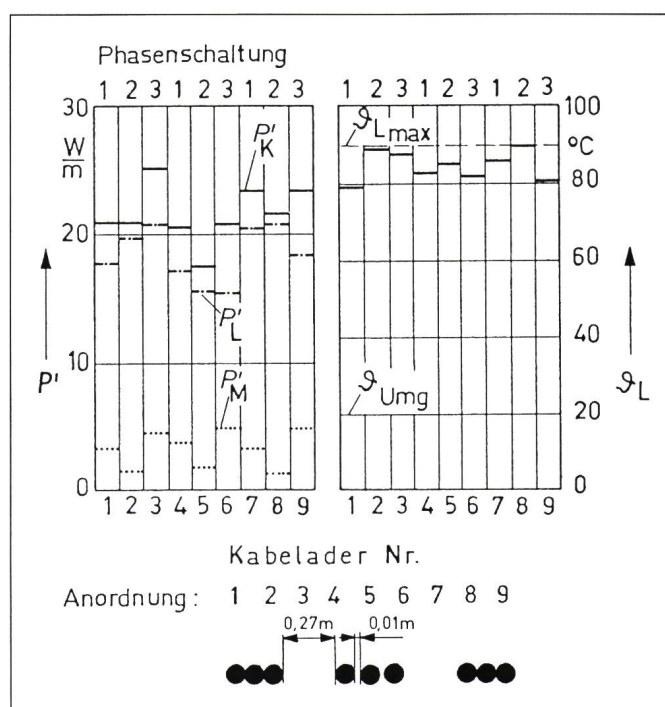 Phasenschaltung
1 2 3 1 2 3 1 2 3
1 2 3 1 2 3 1 2 3
30
W/m
20
10
0
P'
P'K
P'L
P'M
100
°C
80
60
40
20
0
ϑL
ϑLmax
ϑUmg
1 2 3 4 5 6 7 8 9
1 2 3 4 5 6 7 8 9
Kabelader Nr.
Anordnung: 1 2 3 4 5 6 7 8 9
0,27m 0,01m